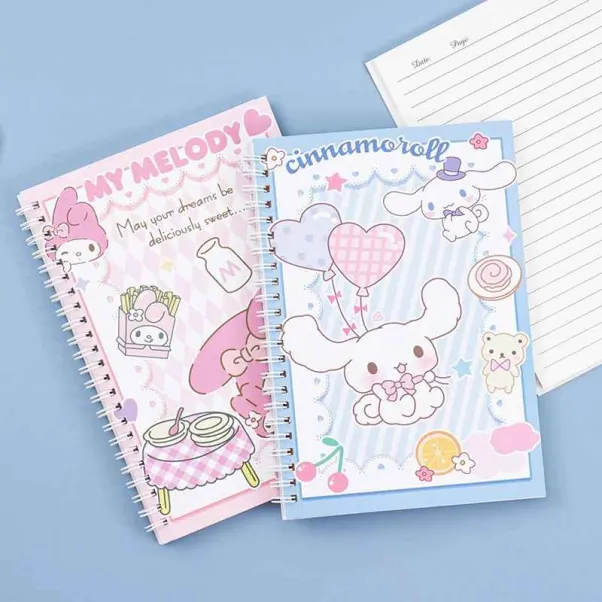 MY MELODY
May your dreams be
deliciously sweet...
M
cinnamoroll
Date:
Page